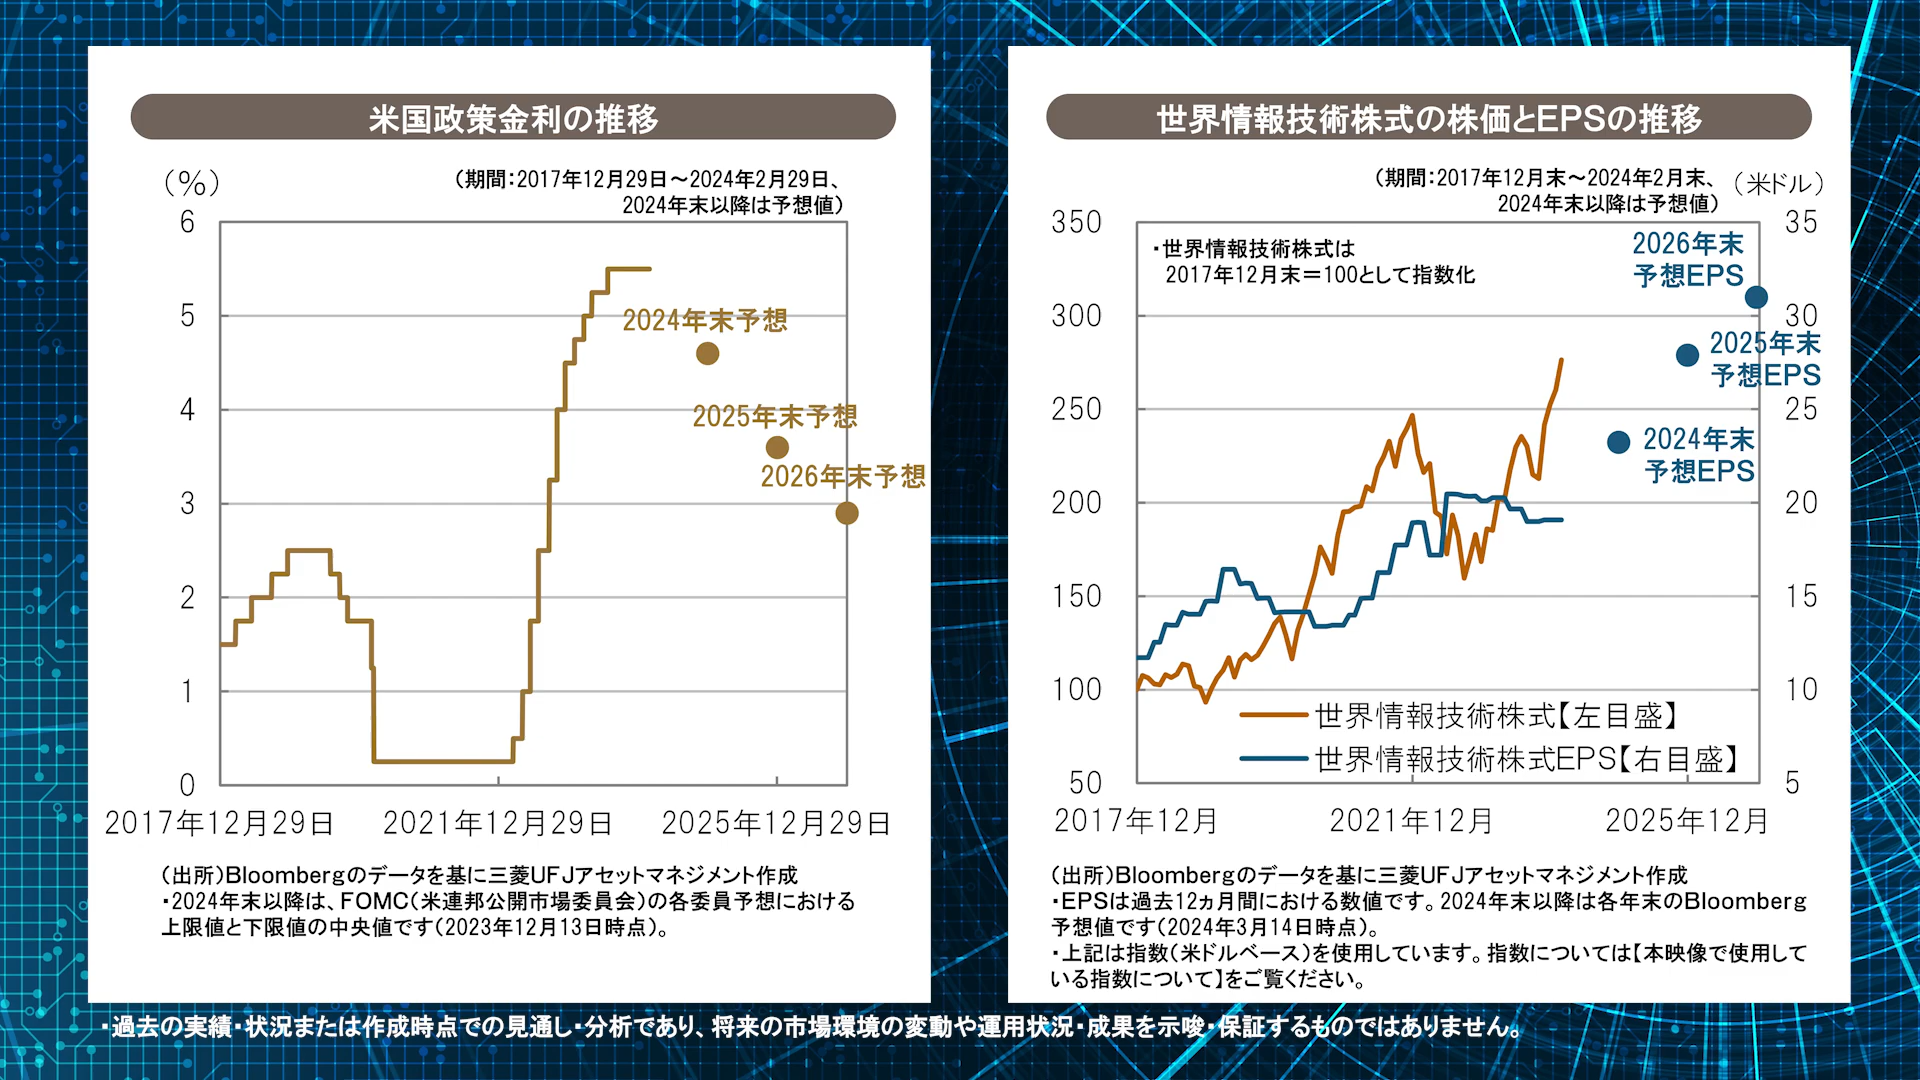 米国政策金利の推移
（％）
（期間：2017年12月29日～2024年2月29日、
2024年末以降は予想値）
6
5
4
3
2
1
0
2024年末予想
2025年末予想
2026年末予想
2017年12月29日
2021年12月29日
2025年12月29日
（出所）Bloombergのデータを基に三菱UFJアセットマネジメント作成
・2024年末以降は、FOMC（米連邦公開市場委員会）の各委員予想における
上限値と下限値の中央値です（2023年12月13日時点）。
世界情報技術株式の株価とEPSの推移
（期間：2017年12月末～2024年2月末、
2024年末以降は予想値）
（米ドル）
350
300
250
200
150
100
50
35
30
25
20
15
10
5
・世界情報技術株式は
2017年12月末＝100として指数化
2026年末
予想EPS
2025年末
予想EPS
2024年末
予想EPS
世界情報技術株式【左目盛】
世界情報技術株式EPS【右目盛】
2017年12月
2021年12月
2025年12月
（出所）Bloombergのデータを基に三菱UFJアセットマネジメント作成
・EPSは過去12ヵ月間における数値です。2024年末以降は各年末のBloomberg
予想値です（2024年3月14日時点）。
・上記は指数（米ドルベース）を使用しています。指数については【本映像で使用して
いる指数について】をご覧ください。
・過去の実績・状況または作成時点での見通し・分析であり、将来の市場環境の変動や運用状況・成果を示唆・保証するものではありません。